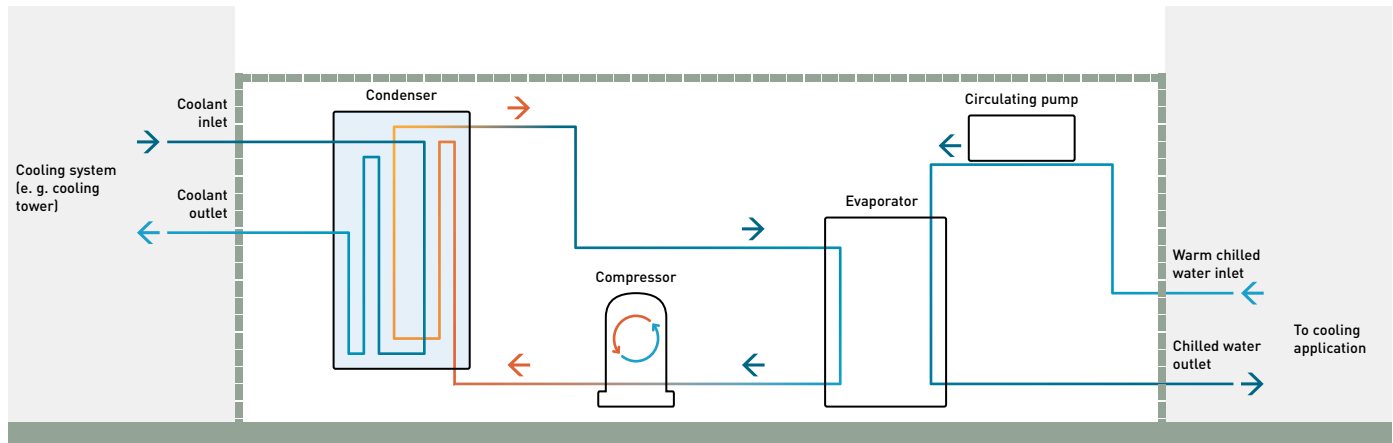 Condenser
Circulating pump
Coolant
inlet
Cooling system
(e. g. cooling
tower)
Coolant
outlet
Evaporator
Warm chilled
water inlet
Compressor
To cooling
application
Chilled water
outlet